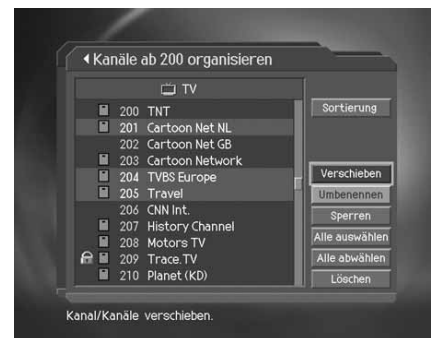 Kanäle ab 200 organisieren
TV
200 TNT
Sortierung
201 Cartoon Net NL
202 Cartoon Net GB
203 Cartoon Network
204 TVBS Europe
Verschieben
205 Travel
Umbenennen
206 CNN Int.
Sperren
207 History Channel
208 Motors TV
Alle auswählen
209 Trace.TV
Alle abwählen
210 Planet (KD)
Löschen
Kanal/Kanäle verschieben.